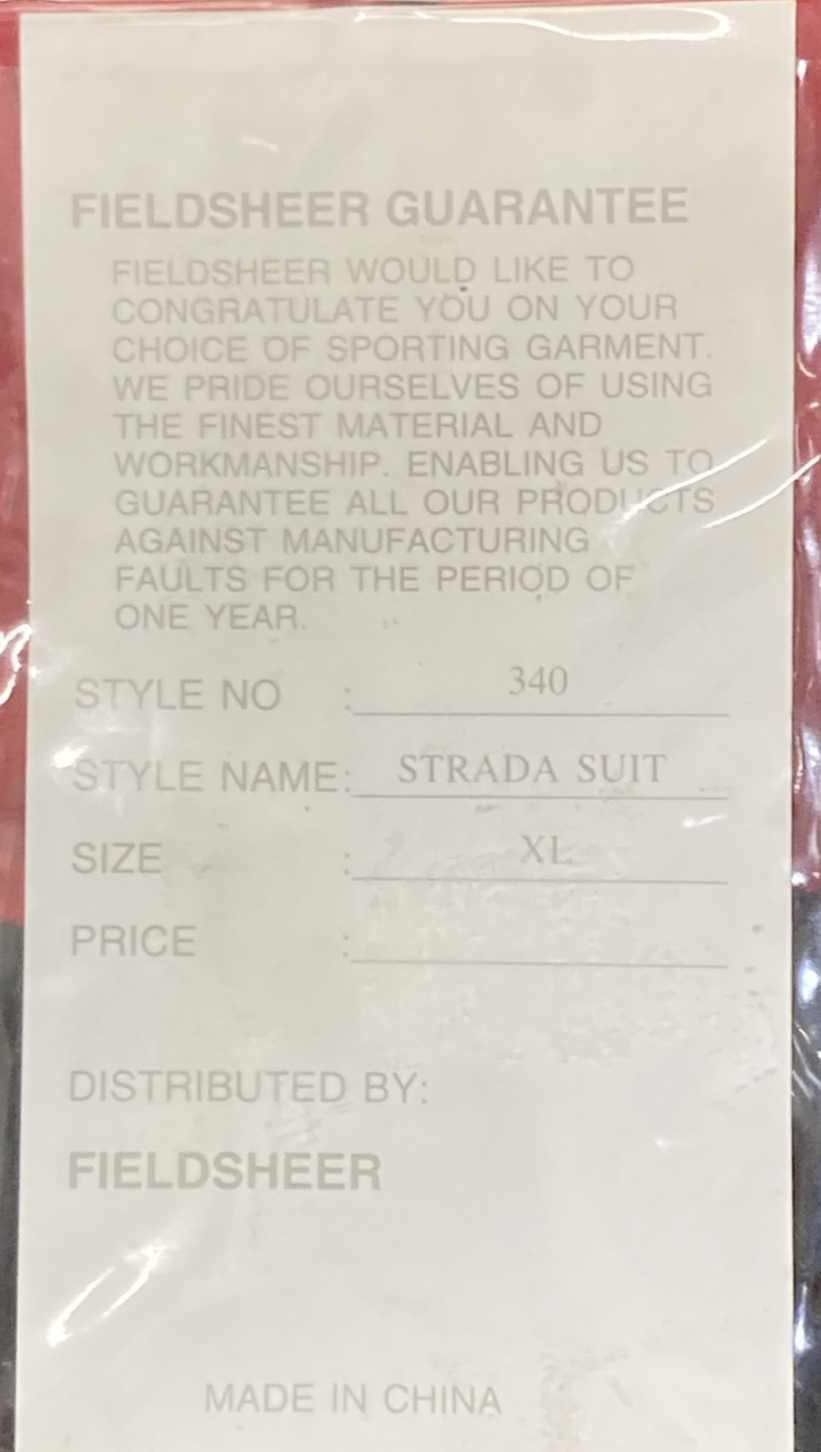 FIELDSHEER GUARANTEE
FIELDSHEER WOULD LIKE TO
CONGRATULATE YOU ON YOUR
CHOICE OF SPORTING GARMENT.
WE PRIDE OURSELVES OF USING
THE FINEST MATERIAL AND
WORKMANSHIP. ENABLING US TO
GUARANTEE ALL OUR PRODUCTS
AGAINST MANUFACTURING
FAULTS FOR THE PERIOD OF
ONE YEAR.
STYLE NO : 340
STYLE NAME: STRADA SUIT
SIZE : XL
PRICE :
DISTRIBUTED BY:
FIELDSHEER
MADE IN CHINA